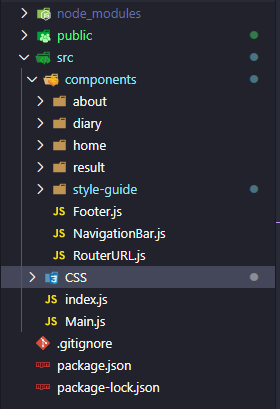 node_modules
public
src
components
about
diary
home
result
style-guide
JS Footer.js
JS NavigationBar.js
JS RouterURL.js
CSS
JS index.js
JS Main.js
.gitignore
package.json
package-lock.json